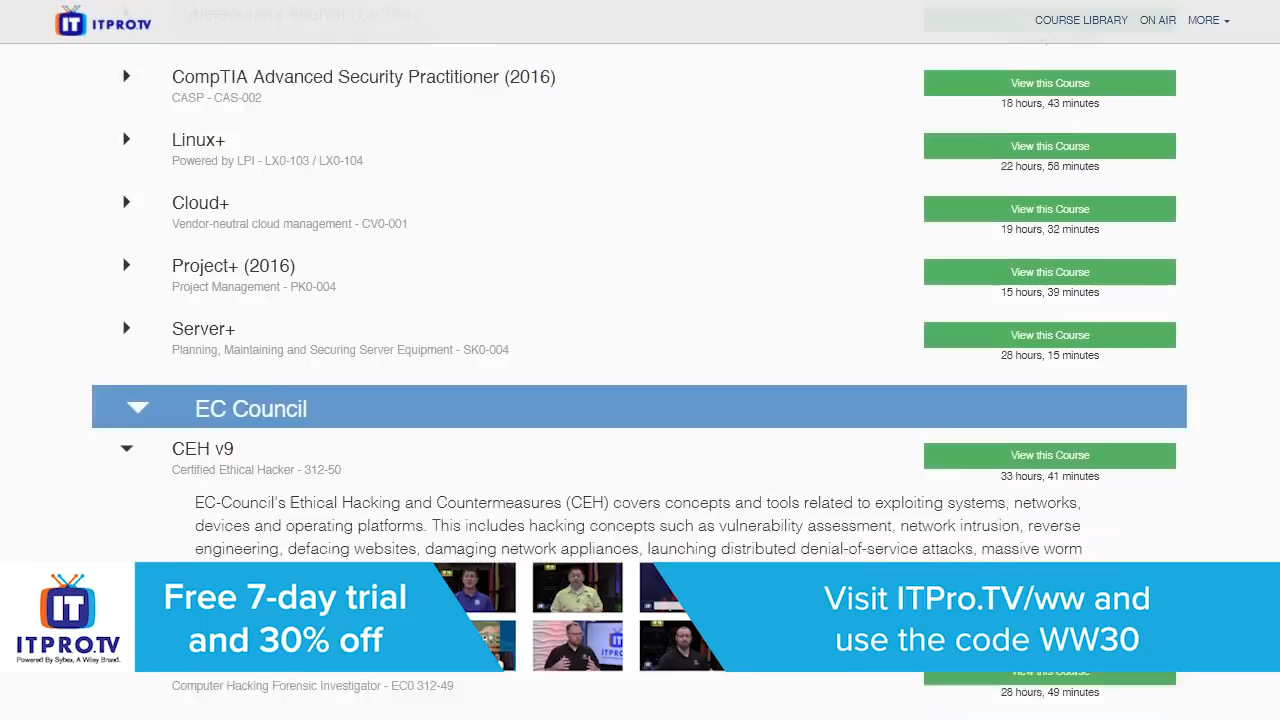 IT ITPRO.TV
COURSE LIBRARY ON AIR MORE
CompTIA Advanced Security Practitioner (2016)
CASP - CAS-002
View this Course
18 hours, 43 minutes
Linux+
Powered by LPI - LX0-103 / LX0-104
View this Course
22 hours, 58 minutes
Cloud+
Vendor-neutral cloud management - CV0-001
View this Course
19 hours, 32 minutes
Project+ (2016)
Project Management - PK0-004
View this Course
15 hours, 39 minutes
Server+
Planning, Maintaining and Securing Server Equipment - SK0-004
View this Course
28 hours, 15 minutes
EC Council
CEH v9
Certified Ethical Hacker - 312-50
View this Course
33 hours, 41 minutes
EC-Council's Ethical Hacking and Countermeasures (CEH) covers concepts and tools related to exploiting systems, networks,
devices and operating platforms. This includes hacking concepts such as vulnerability assessment, network intrusion, reverse
engineering, defacing websites, damaging network appliances, launching distributed denial-of-service attacks, massive worm
IT
ITPRO.TV
Powered By Sybex, A Wiley Brand.
Free 7-day trial
and 30% off
Visit ITPro.TV/ww and
use the code WW30
Computer Hacking Forensic Investigator - EC0 312-49
View this Course
28 hours, 49 minutes